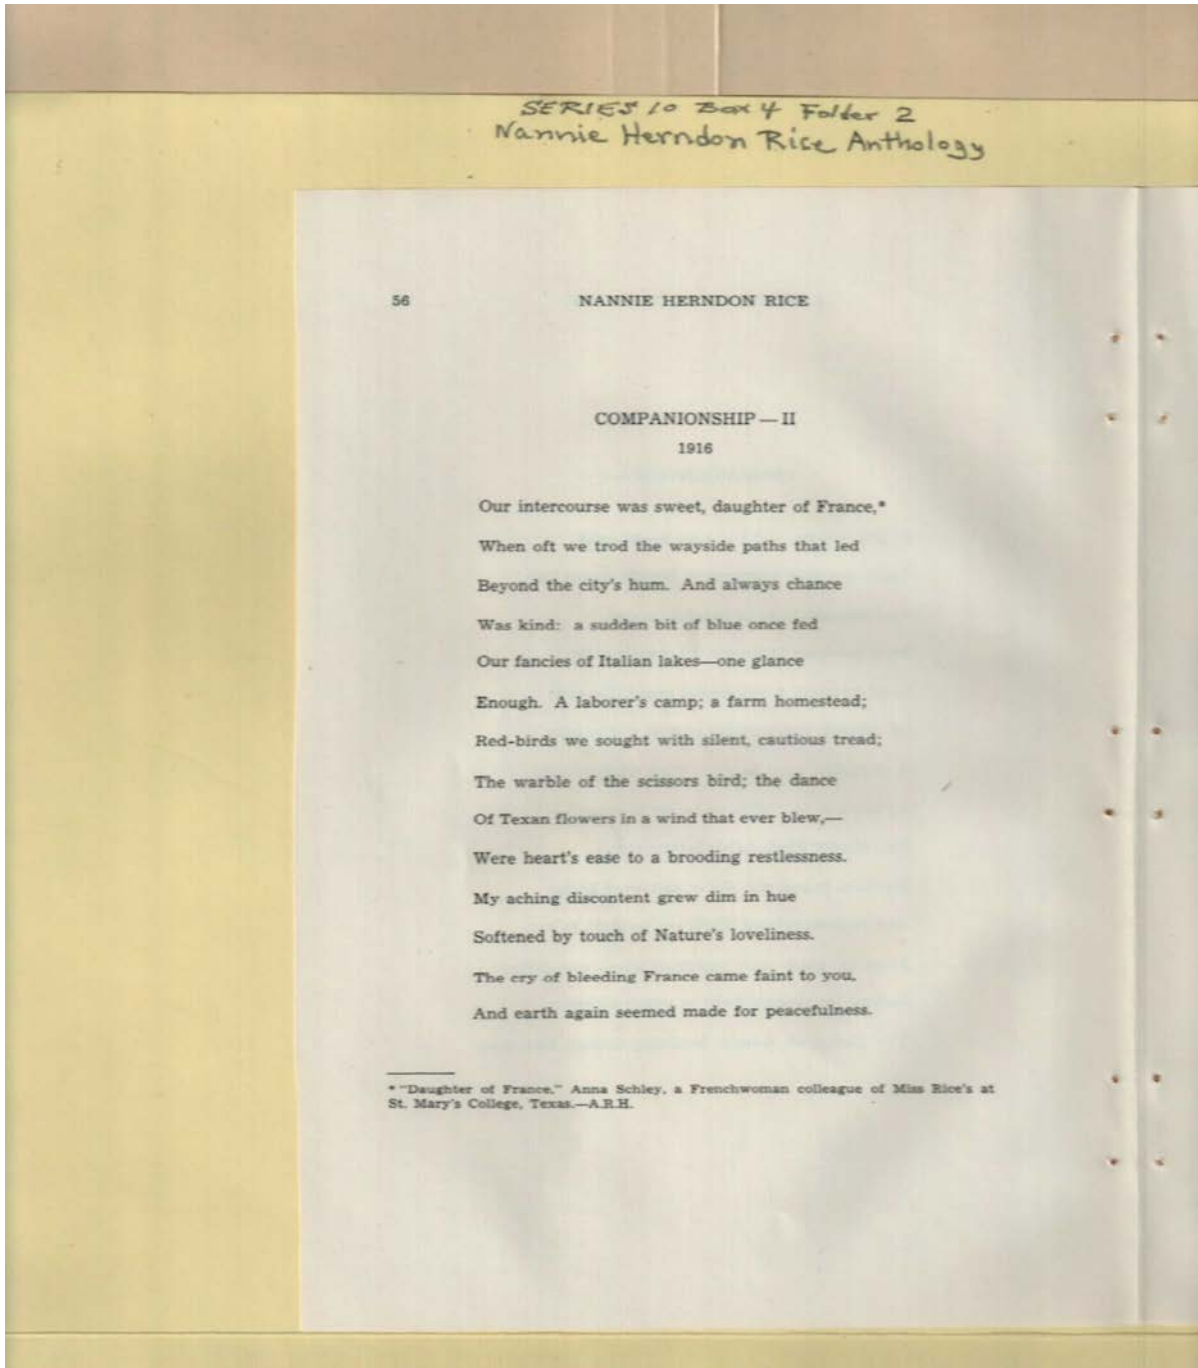 SERIES 10 Box 4 Folder 2
Nannie Herndon Rice Anthology
56 NANNIE HERNDON RICE
COMPANIONSHIP — II
1916
Our intercourse was sweet, daughter of France,*
When oft we trod the wayside paths that led
Beyond the city's hum. And always chance
Was kind: a sudden bit of blue once fed
Our fancies of Italian lakes—one glance
Enough. A laborer's camp; a farm homestead;
Red-birds we sought with silent, cautious tread;
The warble of the scissors bird; the dance
Of Texan flowers in a wind that ever blew,—
Were heart's ease to a brooding restlessness.
My aching discontent grew dim in hue
Softened by touch of Nature's loveliness.
The cry of bleeding France came faint to you,
And earth again seemed made for peacefulness.
* "Daughter of France," Anna Schley, a Frenchwoman colleague of Miss Rice's at
St. Mary's College, Texas.—A.R.H.